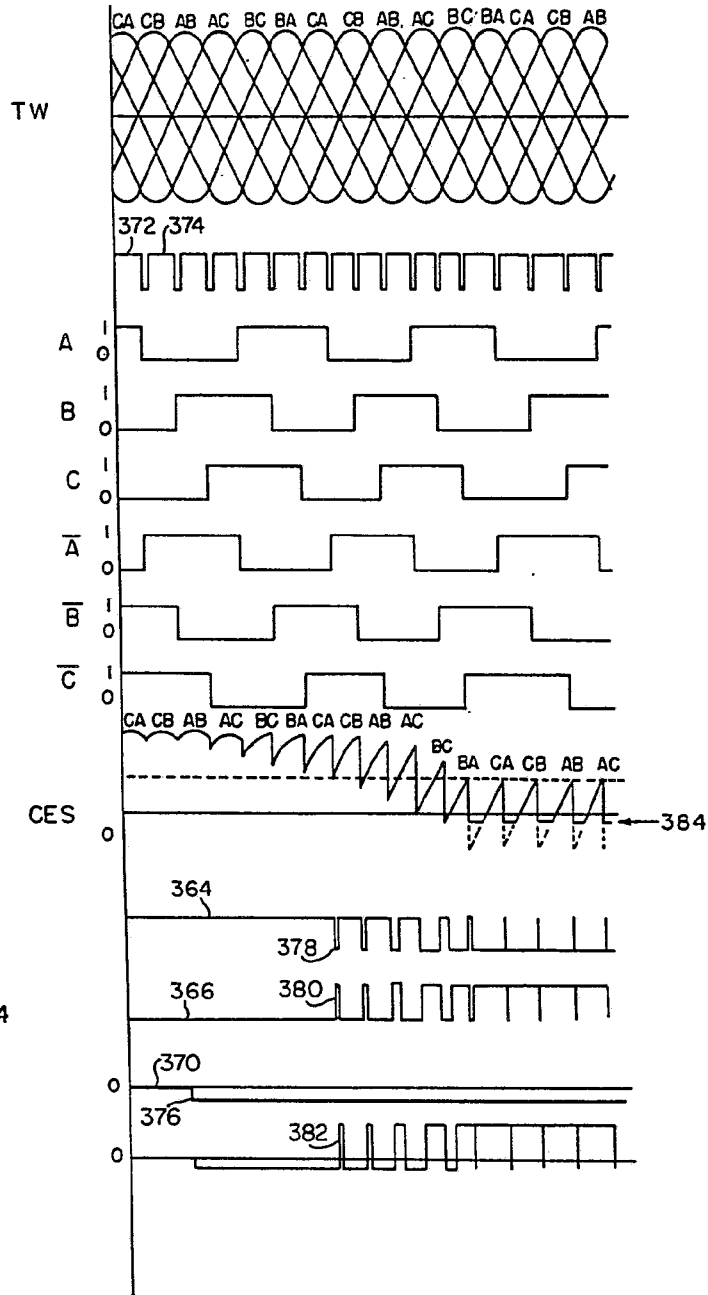 CA CB AB AC BC BA CA CB AB, AC BC' BA CA CB AB
TW
372 374
A 1
0
B 1
0
C 1
0
A̅ 1
0
B̅ 1
0
C̅ 1
0
CA CB AB AC BC BA CA CB AB AC
BC
BA CA CB AB AC
CES
0
384
364
378
366
380
4
0
370
376
382
0